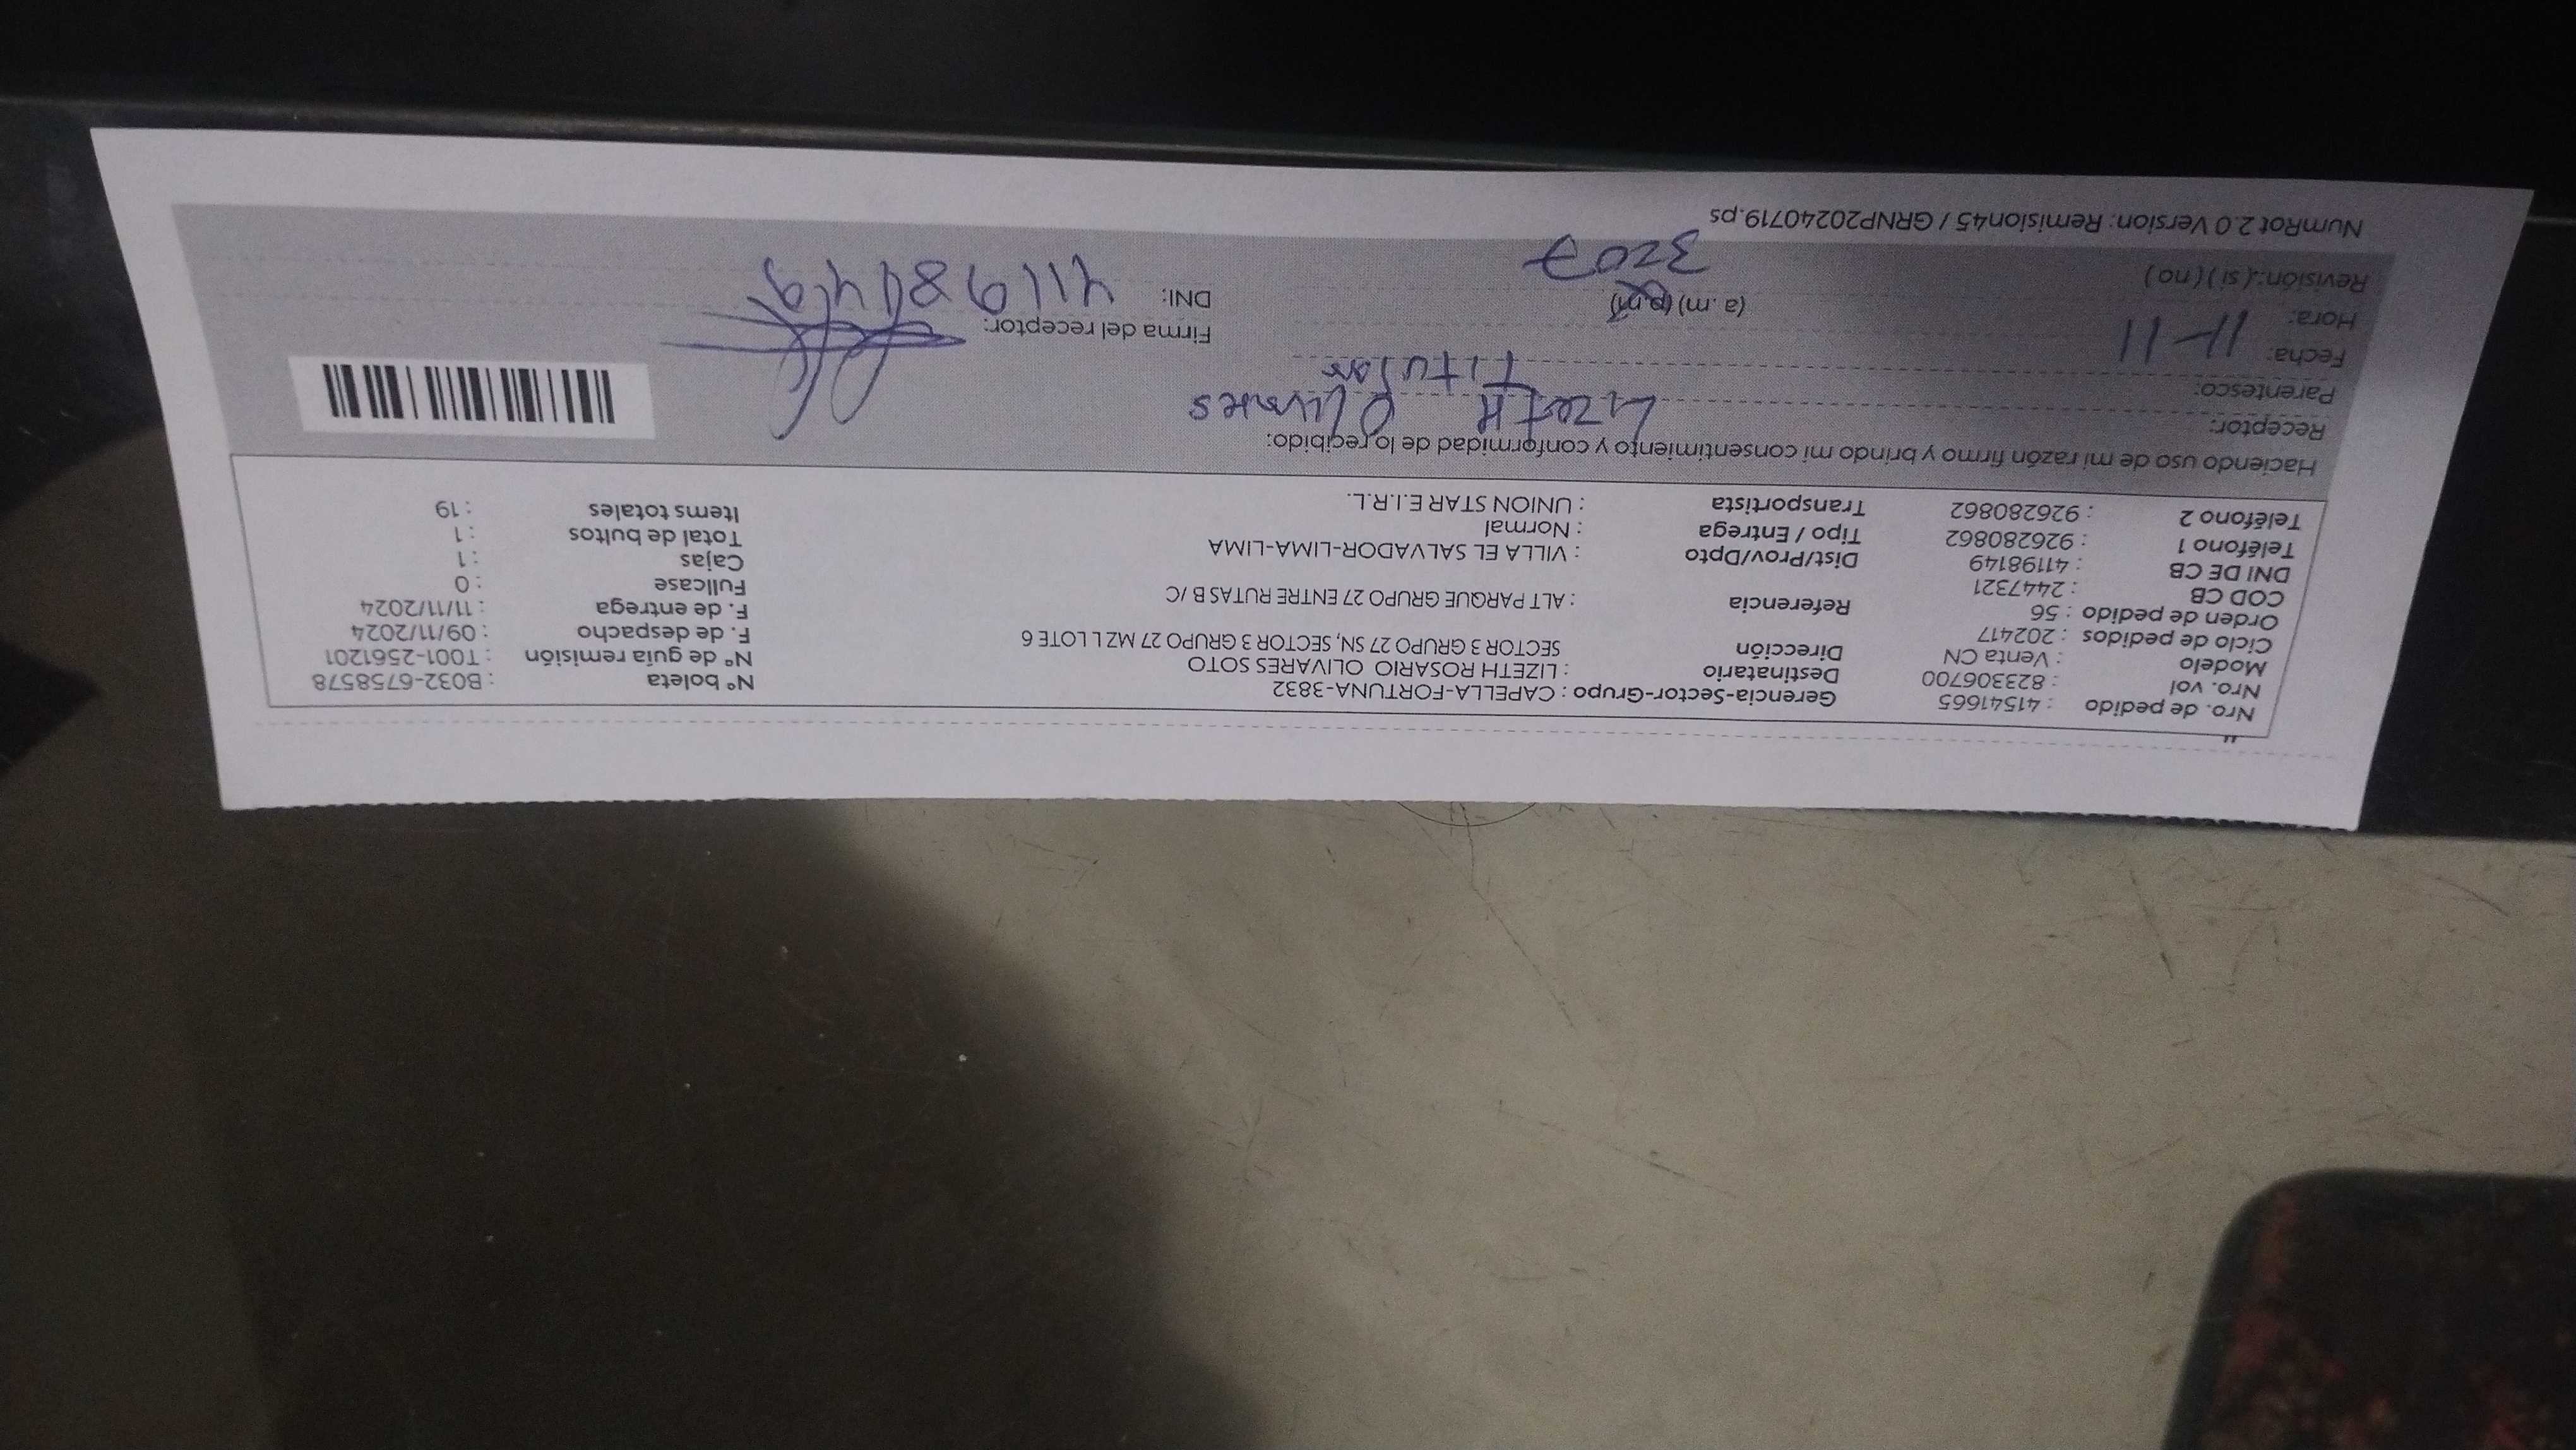 Nro. de pedido : 41541665 Gerencia-Sector-Grupo : CAPELLA-FORTUNA-3832 Nº boleta : B032-6758578
Nro. vol : 823306700 Destinatario : LIZETH ROSARIO OLIVARES SOTO Nº de guía remisión : T001-2561201
Modelo : Venta CN Dirección SECTOR 3 GRUPO 27 SN, SECTOR 3 GRUPO 27 MZ L LOTE 6 F. de despacho : 09/11/2024
Ciclo de pedidos : 202417 F. de entrega : 11/11/2024
Orden de pedido : 56 Referencia : ALT PARQUE GRUPO 27 ENTRE RUTAS B / C Fullcase : 0
COD CB : 2447321 Cajas : 1
DNI DE CB : 41198149 Dist/Prov/Dpto : VILLA EL SALVADOR-LIMA-LIMA Total de bultos : 1
Teléfono 1 : 926280862 Tipo / Entrega : Normal Items totales : 19
Teléfono 2 : 926280862 Transportista : UNION STAR E.I.R.L.
Haciendo uso de mi razón firmo y brindo mi consentimiento y conformidad de lo recibido:
Receptor: LizetH Olivares
Parentesco: Titular
Fecha: 11-11 Firma del receptor:
Hora: (a.m) (p.m) DNI: 41198149
Revisión: (si) (no) 3207
NumRot 2.0 Version: Remision45 / GRNP20240719.ps